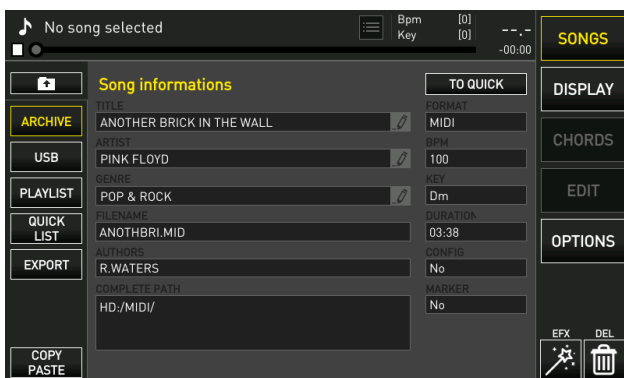 No song selected
Bpm [0]
Key [0]
--.-
-00:00
SONGS
Song informations
TO QUICK
DISPLAY
TITLE
FORMAT
ARCHIVE
ANOTHER BRICK IN THE WALL
MIDI
ARTIST
BPM
CHORDS
USB
PINK FLOYD
100
GENRE
KEY
PLAYLIST
POP & ROCK
Dm
EDIT
QUICK
LIST
FILENAME
DURATION
ANOTHBRI.MID
03:38
OPTIONS
AUTHORS
CONFIG
EXPORT
R.WATERS
No
COMPLETE PATH
MARKER
HD:/MIDI/
No
EFX DEL
COPY
PASTE